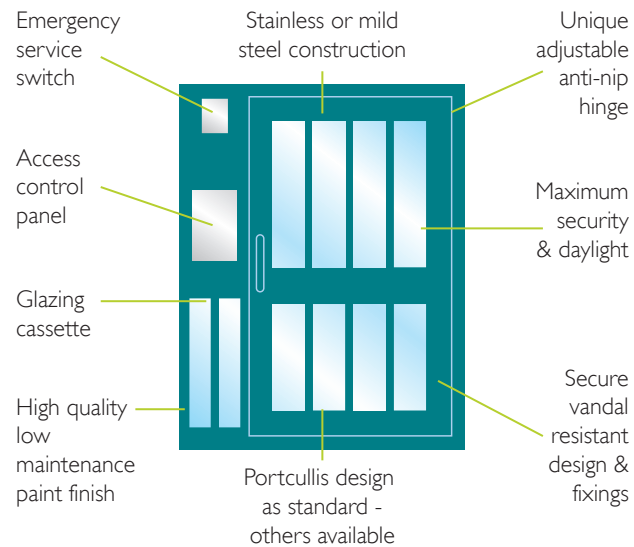 Emergency
service
switch
Stainless or mild
steel construction
Unique
adjustable
anti-nip
hinge
Access
control
panel
Maximum
security
& daylight
Glazing
cassette
High quality
low
maintenance
paint finish
Portcullis design
as standard -
others available
Secure
vandal
resistant
design &
fixings